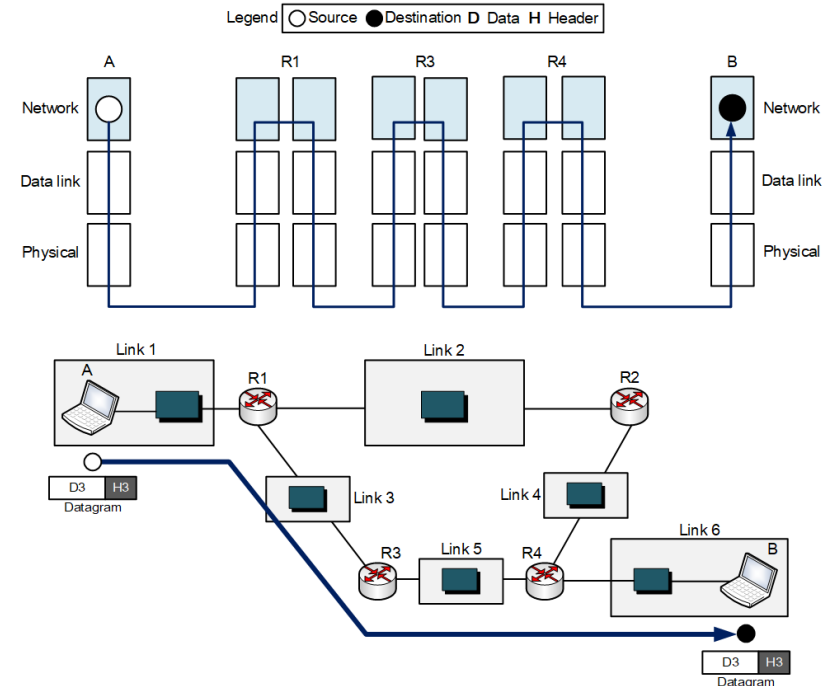 Legend Source Destination D Data H Header
A R1 R3 R4 B
Network Network
Data link Data link
Physical Physical
Link 1 Link 2
A R1 R2
D3 H3 Link 3 Link 4
Datagram
R3 Link 5 R4 Link 6
B
D3 H3
Datagram